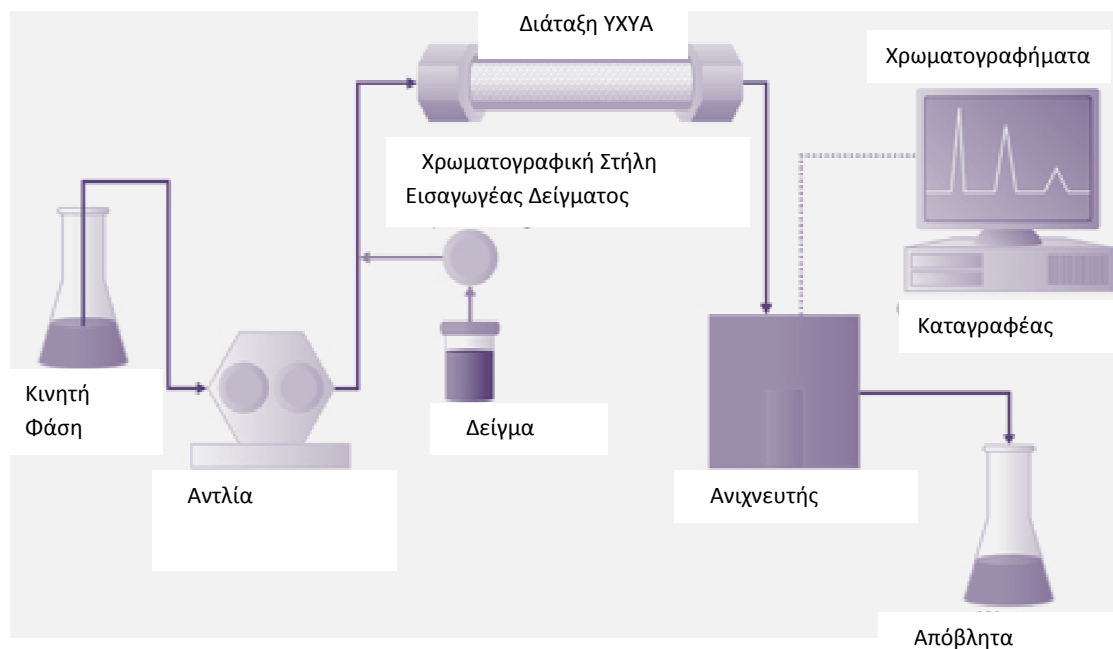 Διάταξη ΥΧΥΑ
Χρωματογραφήματα
Χρωματογραφική Στήλη
Εισαγωγέας Δείγματος
Καταγραφέας
Κινητή
Φάση
Δείγμα
Αντλία
Ανιχνευτής
Απόβλητα